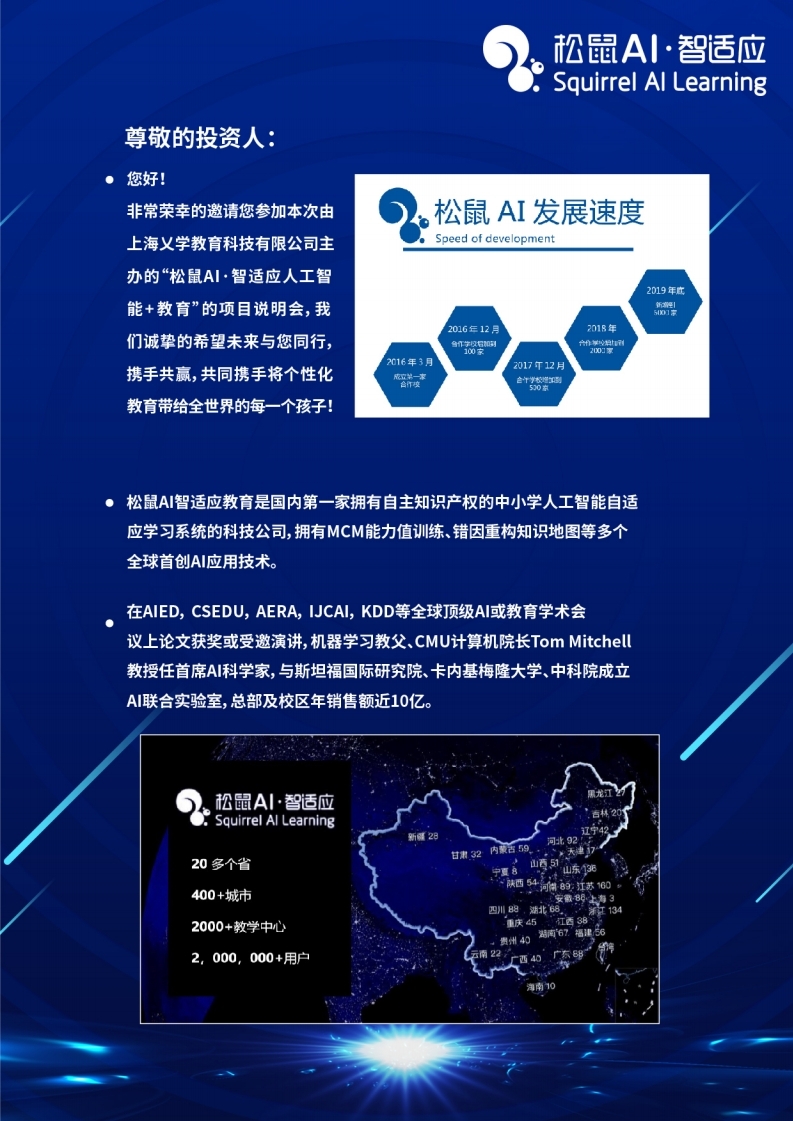 松鼠AI·智适应
Squirrel AI Learning
尊敬的投资人：
您好！
非常荣幸的邀请您参加本次由
上海乂学教育科技有限公司主
办的“松鼠AI·智适应人工智
能+教育”的项目说明会，我
们诚挚的希望未来与您同行，
携手共赢，共同携手将个性化
教育带给全世界的每一个孩子！
松鼠 AI 发展速度
Speed of development
2016 年 3 月
成立第一家
合作校
2016 年 12 月
合作学校增加到
100 家
2017 年 12 月
合作学校增加到
500 家
2018 年
合作学校增加到
2000 家
2019 年底
新增到
5000 家
松鼠AI智适应教育是国内第一家拥有自主知识产权的中小学人工智能自适
应学习系统的科技公司，拥有MCM能力值训练、错因重构知识地图等多个
全球首创AI应用技术。
在AIED，CSEDU，AERA，IJCAI，KDD等全球顶级AI或教育学术会
议上论文获奖或受邀演讲，机器学习教父、CMU计算机院长Tom Mitchell
教授任首席AI科学家，与斯坦福国际研究院、卡内基梅隆大学、中科院成立
AI联合实验室，总部及校区年销售额近10亿。
松鼠AI·智适应
Squirrel AI Learning
20 多个省
400+城市
2000+教学中心
2，000，000+用户
黑龙江 27
吉林 20
辽宁42
新疆 28
甘肃 32
内蒙古 59
河北 92
天津 17
宁夏 8
山西 51
山东 136
陕西 54
河南 89
江苏 160
安徽 86
上海 3
四川 88
湖北 68
浙江 134
重庆 45
江西 38
湖南 67
福建 56
贵州 40
台湾
云南 22
广西 40
广东 88
海南 10